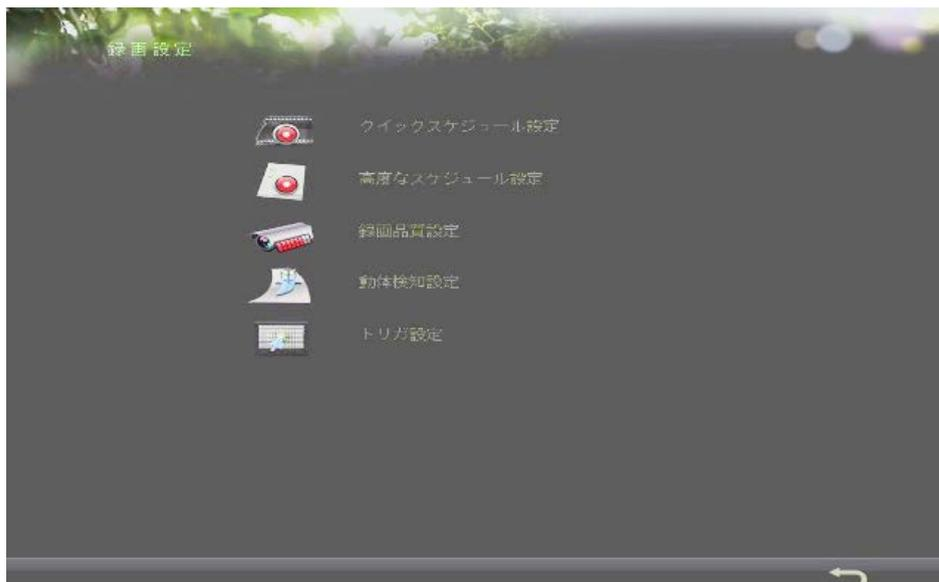 録画設定
クイックスケジュール設定
高度なスケジュール設定
録画品質設定
動体検知設定
トリガ設定